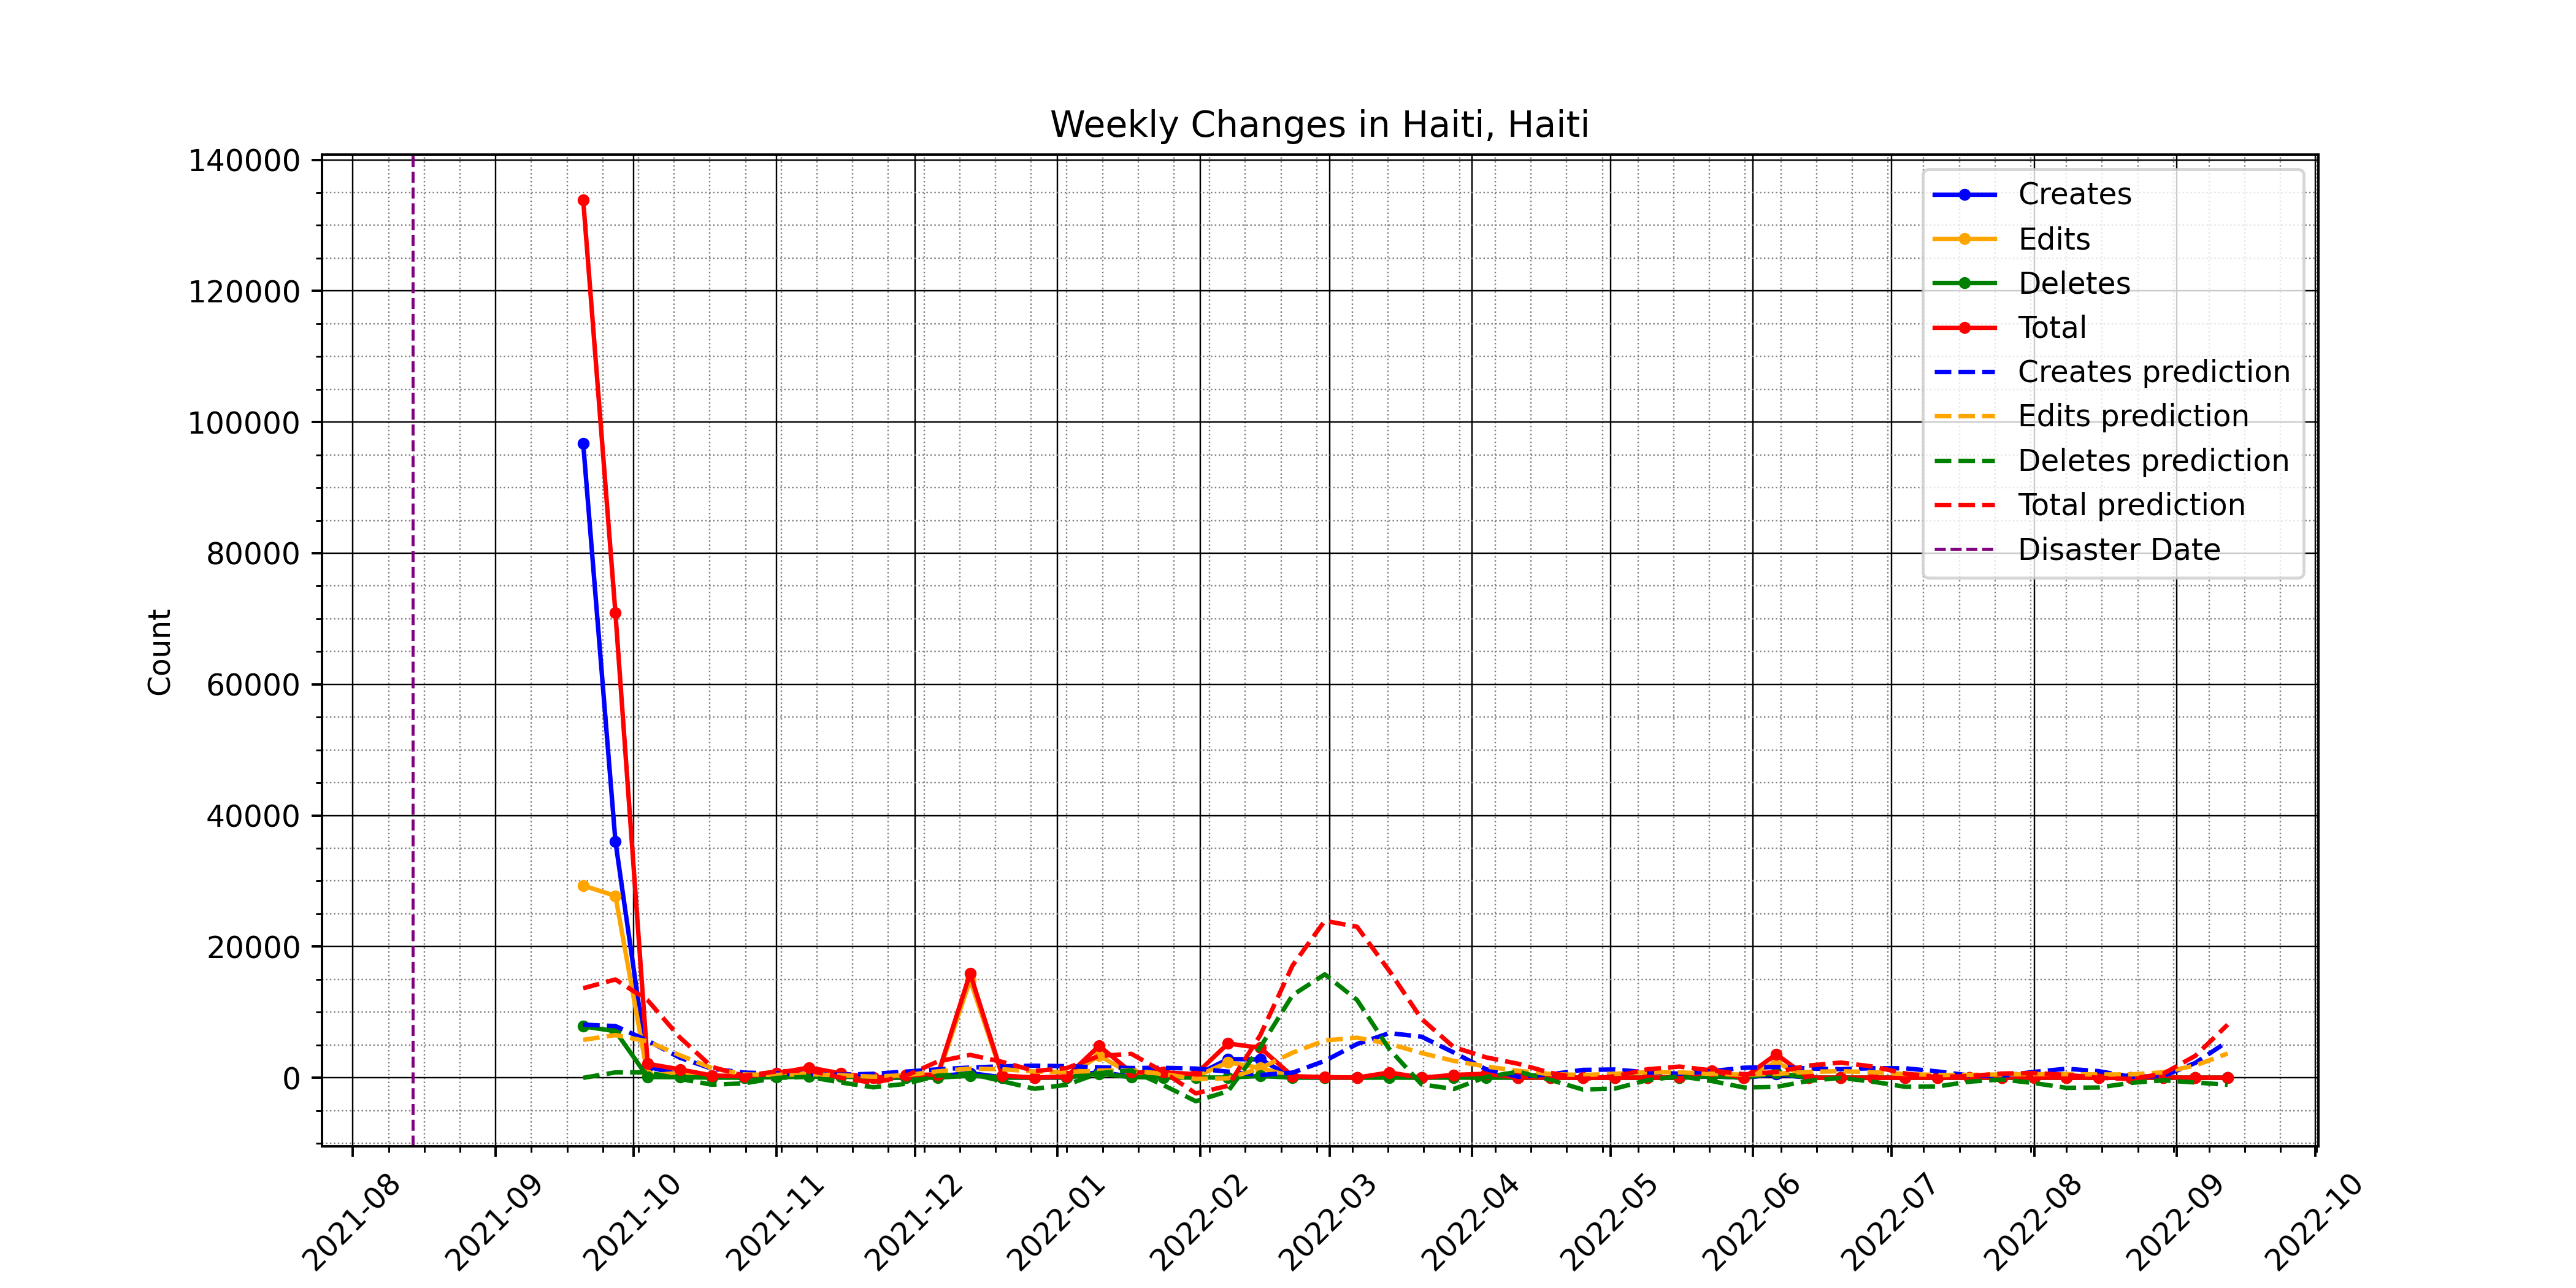 Weekly Changes in Haiti, Haiti
140000
120000
100000
80000
60000
40000
20000
0
Count
Creates
Edits
Deletes
Total
Creates prediction
Edits prediction
Deletes prediction
Total prediction
Disaster Date
2021-08
2021-09
2021-10
2021-11
2021-12
2022-01
2022-02
2022-03
2022-04
2022-05
2022-06
2022-07
2022-08
2022-09
2022-10